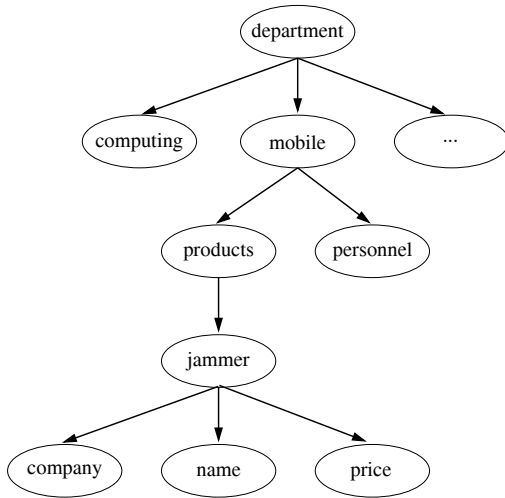 department
computing
mobile
...
products
personnel
jammer
company
name
price